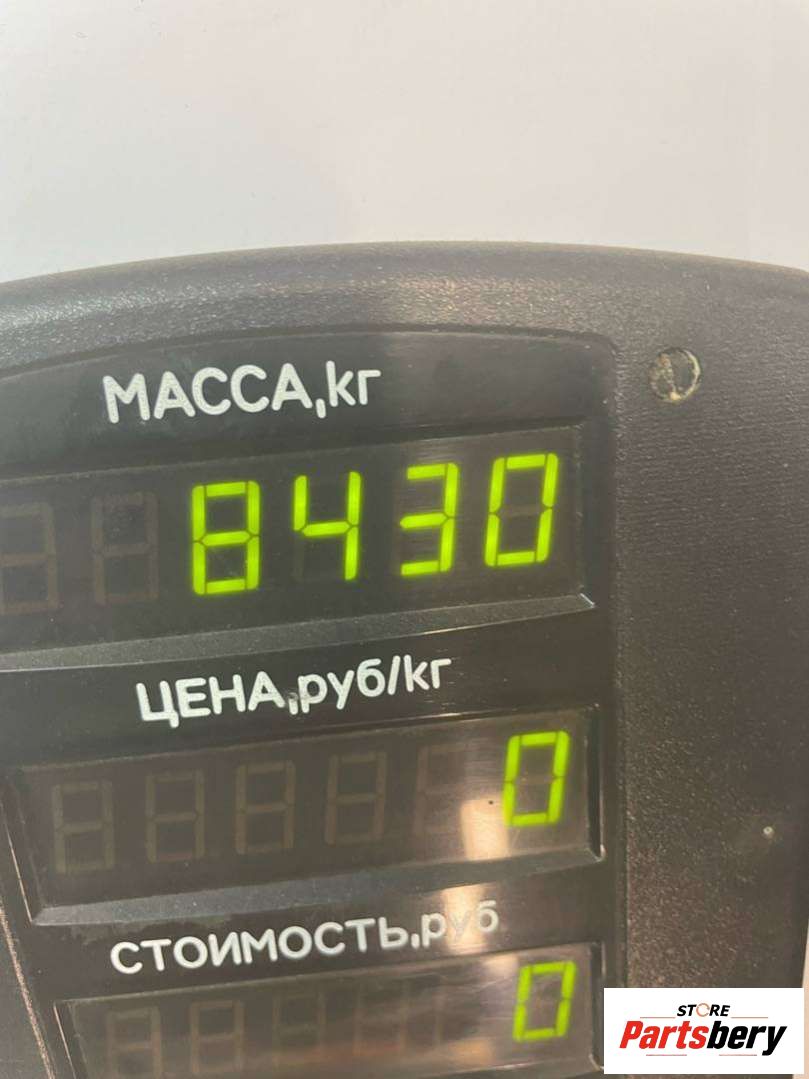 МАССА,кг
8430
ЦЕНА,руб/кг
0
СТОИМОСТЬ,руб
0
STORE
Partsbery